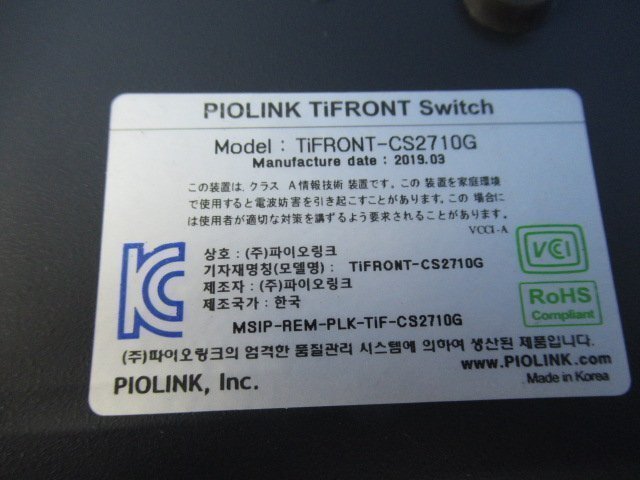 PIOLINK TiFRONT Switch
Model : TiFRONT-CS2710G
Manufacture date : 2019.03
この装置は、クラス A情報技術 装置です。この 装置を家庭環境
で使用すると電波妨害を引き起こすことがあります。この 場合に
は使用者が適切な対策を講ずるよう要求されることがあります。
VCCI-A
상호 : (주)파이오링크
기자재명칭(모델명) : TiFRONT-CS2710G
제조자 : (주)파이오링크
제조국가 : 한국
MSIP-REM-PLK-TiF-CS2710G
VCCI
RoHS
Compliant
(주)파이오링크의 엄격한 품질관리 시스템에 의하여 생산된 제품입니다.
www.PIOLINK.com
PIOLINK, Inc.
Made in Korea